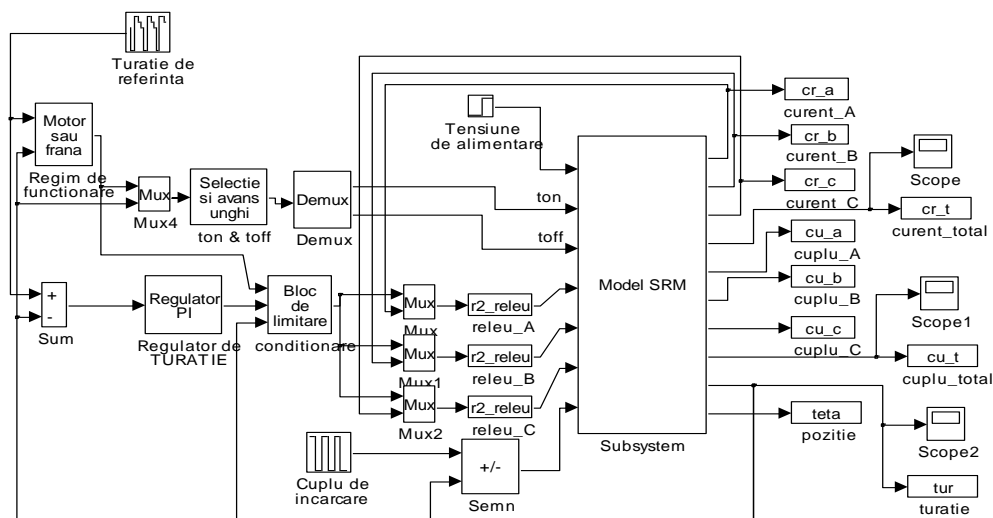 Turatie de
referinta
Motor
sau
frana
Regim de
functionare
Mux
Mux4
Selectie
si avans
unghi
ton & toff
Demux
Demux
Tensiune
de alimentare
ton
toff
+
-
Sum
Regulator
PI
Regulator de
TURATIE
Bloc
de
limitare
conditionare
Mux
Mux
Mux
Mux1
Mux
Mux2
r2_releu
releu_A
r2_releu
releu_B
r2_releu
releu_C
Cuplu de
incarcare
+/-
Semn
Model SRM
Subsystem
cr_a
curent_A
cr_b
curent_B
cr_c
curent_C
Scope
cr_t
curent_total
cu_a
cuplu_A
cu_b
cuplu_B
cu_c
cuplu_C
Scope1
cu_t
cuplu_total
teta
pozitie
Scope2
tur
turatie